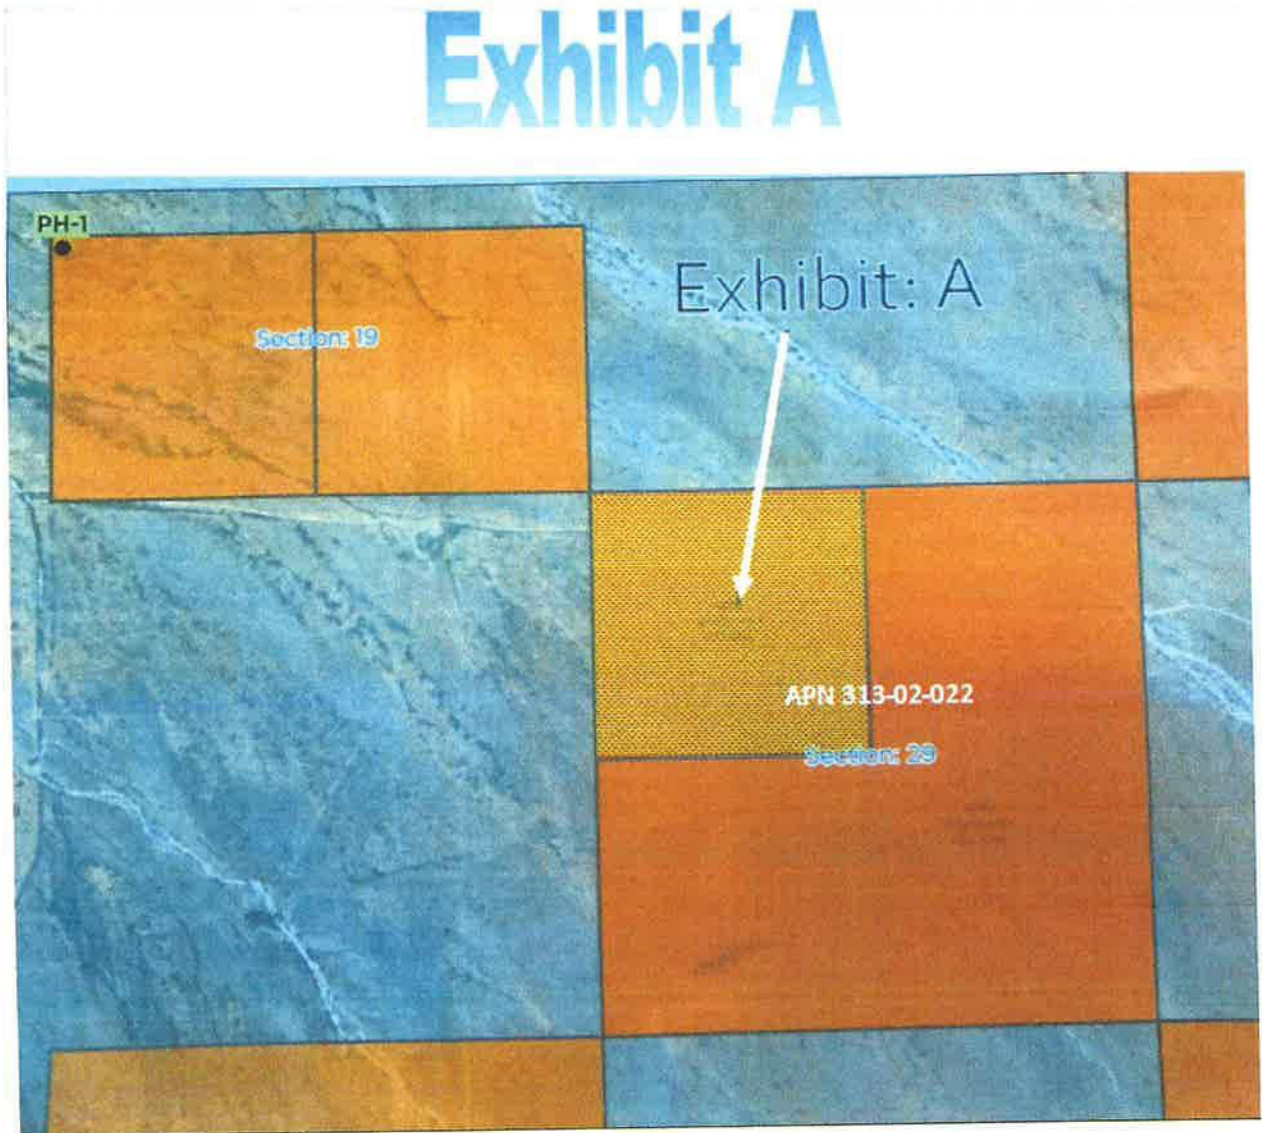 Exhibit A
PH-1
Exhibit: A
Section: 19
APN 313-02-022
Section: 29